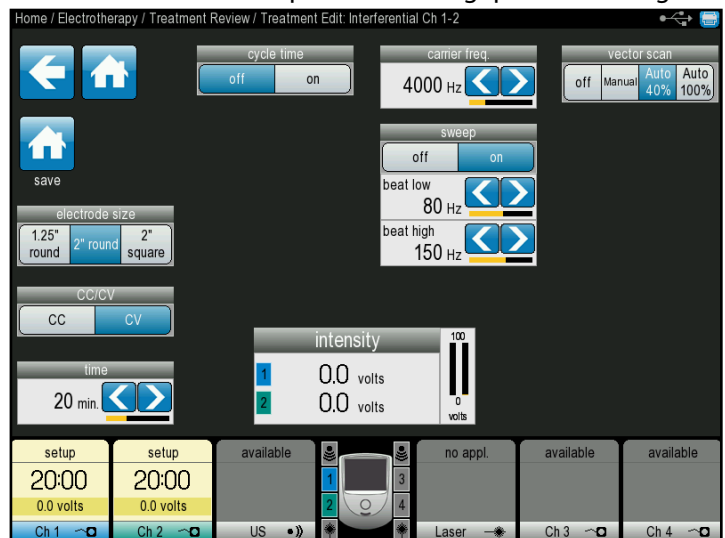 Home / Electrotherapy / Treatment Review / Treatment Edit: Interferential Ch 1-2
cycle time
off on
carrier freq.
4000 Hz
vector scan
off Manual Auto 40% Auto 100%
save
sweep
off on
beat low
80 Hz
beat high
150 Hz
electrode size
1.25" round 2" round 2" square
CC/CV
CC CV
time
20 min.
intensity
1 0.0 volts
2 0.0 volts
100
0
volts
setup
20:00
0.0 volts
Ch 1
setup
20:00
0.0 volts
Ch 2
available
US
1
2
3
4
no appl.
Laser
available
Ch 3
available
Ch 4